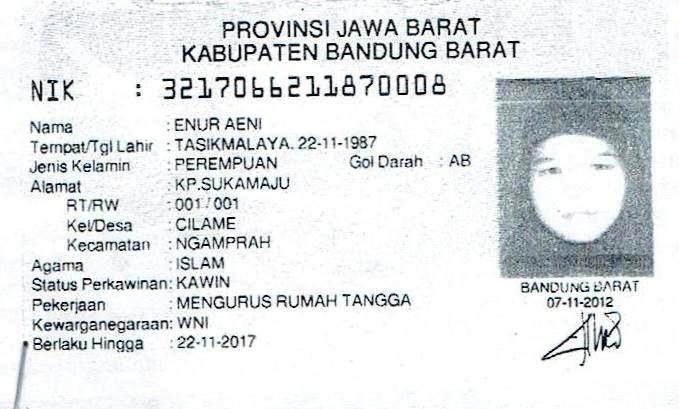 PROVINSI JAWA BARAT
KABUPATEN BANDUNG BARAT
NIK : 3217066211870008
Nama : ENUR AENI
Tempat/Tgl Lahir : TASIKMALAYA. 22-11-1987
Jenis Kelamin : PEREMPUAN Gol Darah : AB
Alamat : KP.SUKAMAJU
RT/RW : 001/001
Kel/Desa : CILAME
Kecamatan : NGAMPRAH
Agama : ISLAM
Status Perkawinan: KAWIN
Pekerjaan : MENGURUS RUMAH TANGGA
Kewarganegaraan: WNI
Berlaku Hingga : 22-11-2017
BANDUNG BARAT
07-11-2012